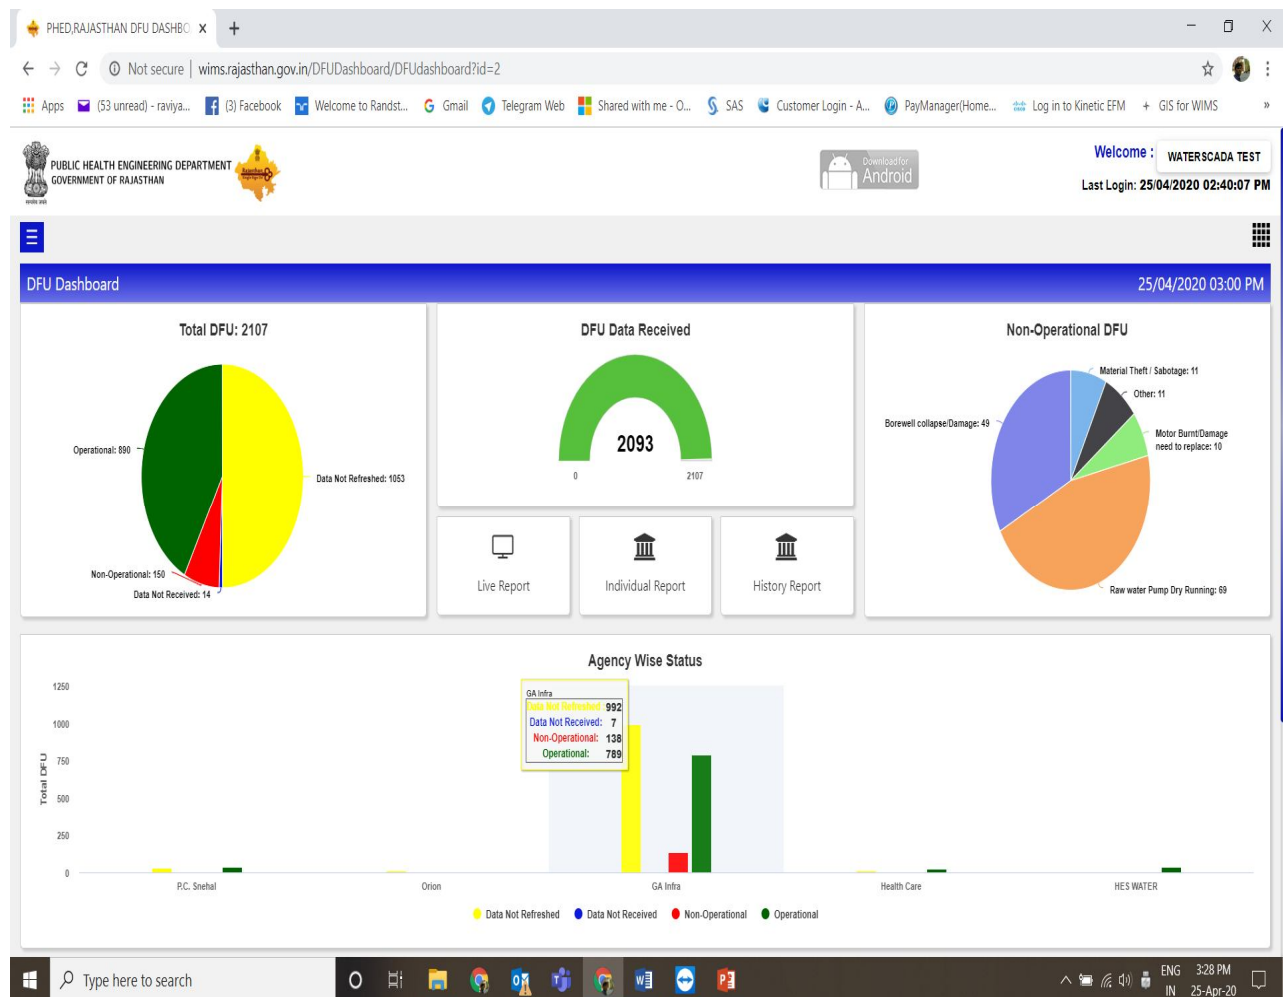 PHED,RAJASTHAN DFU DASHBO
Not secure | wims.rajasthan.gov.in/DFUDashboard/DFUdashboard?id=2
Apps (53 unread) - raviya... (3) Facebook Welcome to Randst... Gmail Telegram Web Shared with me - O... SAS Customer Login - A... PayManager(Home... Log in to Kinetic EFM GIS for WIMS »
PUBLIC HEALTH ENGINEERING DEPARTMENT
GOVERNMENT OF RAJASTHAN
Download for
Android
Welcome : WATERSCADA TEST
Last Login: 25/04/2020 02:40:07 PM
DFU Dashboard 25/04/2020 03:00 PM
Total DFU: 2107
Operational: 890
Data Not Refreshed: 1053
Non-Operational: 150
Data Not Received: 14
DFU Data Received
2093
0 2107
Live Report
Individual Report
History Report
Non-Operational DFU
Material Theft / Sabotage: 11
Other: 11
Borewell collapse/Damage: 49
Motor Burnt/Damage
need to replace: 10
Raw water Pump Dry Running: 69
Agency Wise Status
Total DFU
1250
1000
750
500
250
0
GA Infra
Data Not Refreshed: 992
Data Not Received: 7
Non-Operational: 138
Operational: 789
P.C. Snehal Orion GA Infra Health Care HES WATER
Data Not Refreshed Data Not Received Non-Operational Operational
Type here to search
ENG 3:28 PM
IN 25-Apr-20